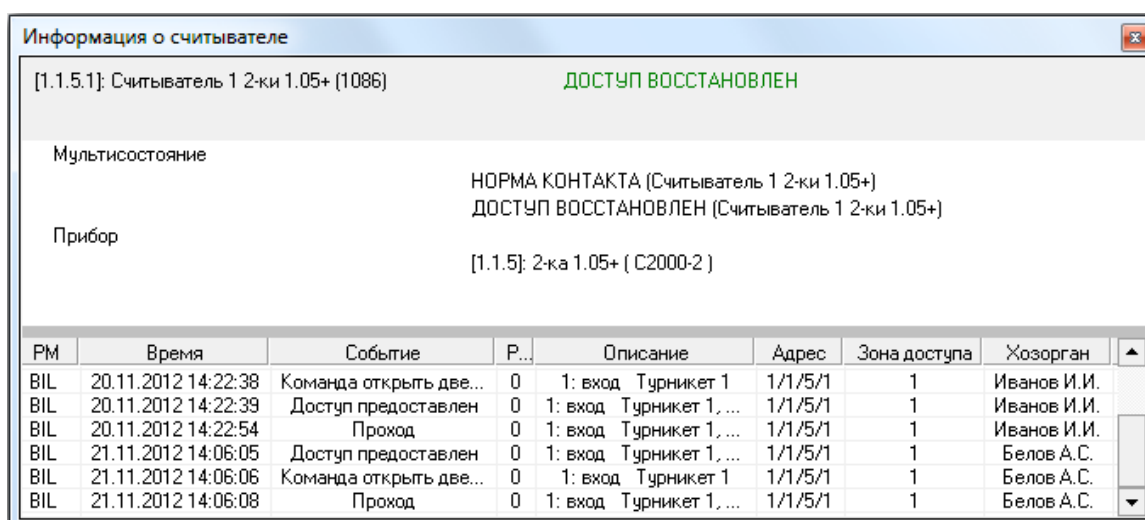 Информация о считывателе
[1.1.5.1]: Считыватель 1 2-ки 1.05+ (1086) ДОСТУП ВОССТАНОВЛЕН
Мультисостояние
НОРМА КОНТАКТА (Считыватель 1 2-ки 1.05+)
ДОСТУП ВОССТАНОВЛЕН (Считыватель 1 2-ки 1.05+)
Прибор
[1.1.5]: 2-ка 1.05+ ( С2000-2 )
РМ Время Событие Р... Описание Адрес Зона доступа Хозорган
BIL 20.11.2012 14:22:38 Команда открыть две... 0 1: вход Турникет 1 1/1/5/1 1 Иванов И.И.
BIL 20.11.2012 14:22:39 Доступ предоставлен 0 1: вход Турникет 1, ... 1/1/5/1 1 Иванов И.И.
BIL 20.11.2012 14:22:54 Проход 0 1: вход Турникет 1, ... 1/1/5/1 1 Иванов И.И.
BIL 21.11.2012 14:06:05 Доступ предоставлен 0 1: вход Турникет 1, ... 1/1/5/1 1 Белов А.С.
BIL 21.11.2012 14:06:06 Команда открыть две... 0 1: вход Турникет 1 1/1/5/1 1 Белов А.С.
BIL 21.11.2012 14:06:08 Проход 0 1: вход Турникет 1, ... 1/1/5/1 1 Белов А.С.